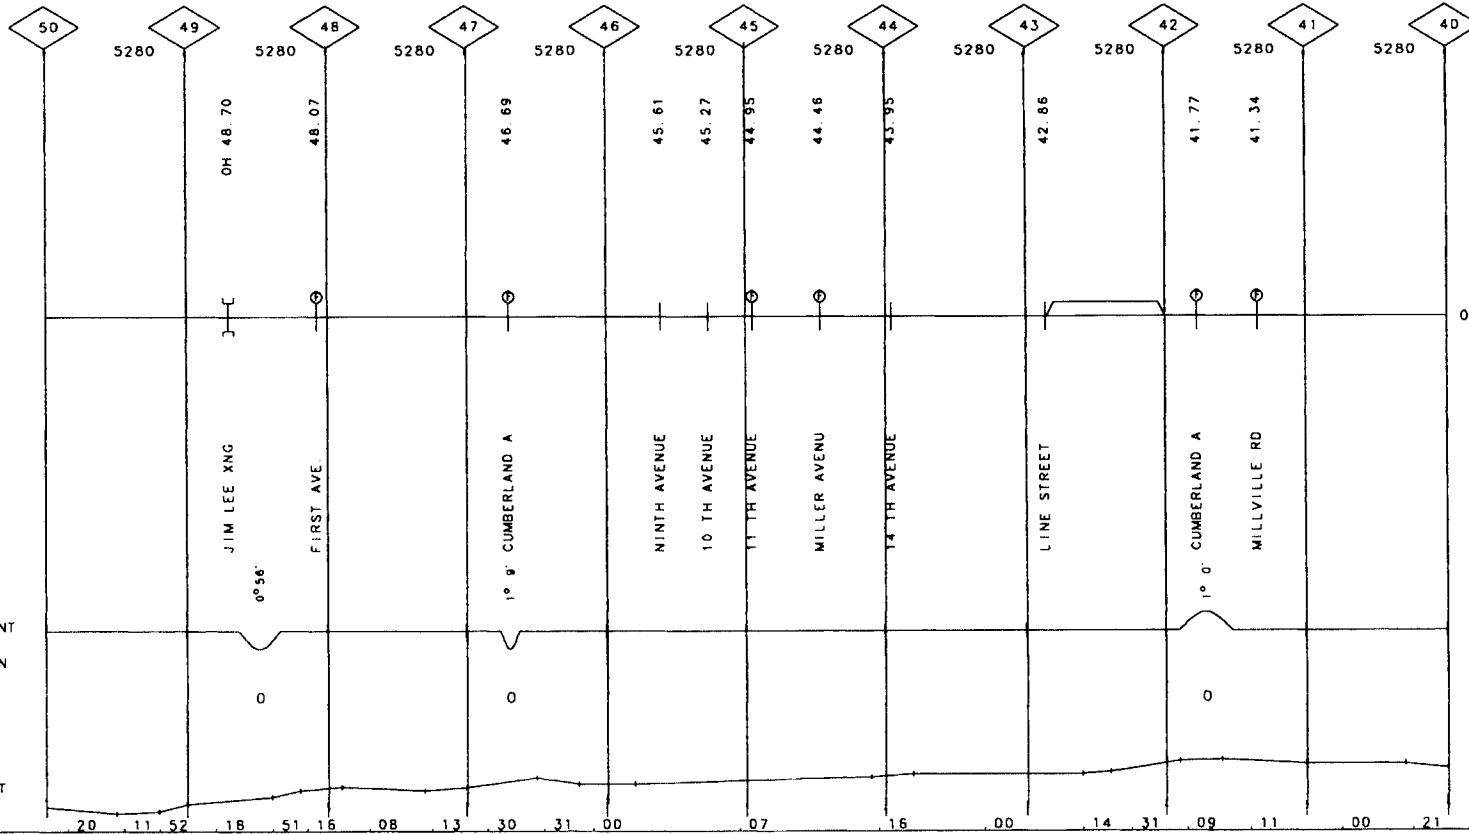 50 49 48 47 46 45 44 43 42 41 40
5280 5280 5280 5280 5280 5280 5280 5280 5280 5280
OH 48.70
48.07
46.69
45.61
45.27
44.95
44.46
43.95
42.86
41.77
41.34
F F F F F F
0
JIM LEE XNG
FIRST AVE.
CUMBERLAND A
NINTH AVENUE
10 TH AVENUE
11 TH AVENUE
MILLER AVENU
14 TH AVENUE
LINE STREET
CUMBERLAND A
MILLVILLE RD
0°56'
1° 9'
1° 0'
NT
N
0 0 0
T
.20 .11 .52 .18 .51 .16 .08 .13 .30 .31 .00 .07 .16 .00 .14 .31 .09 .11 .00 .21